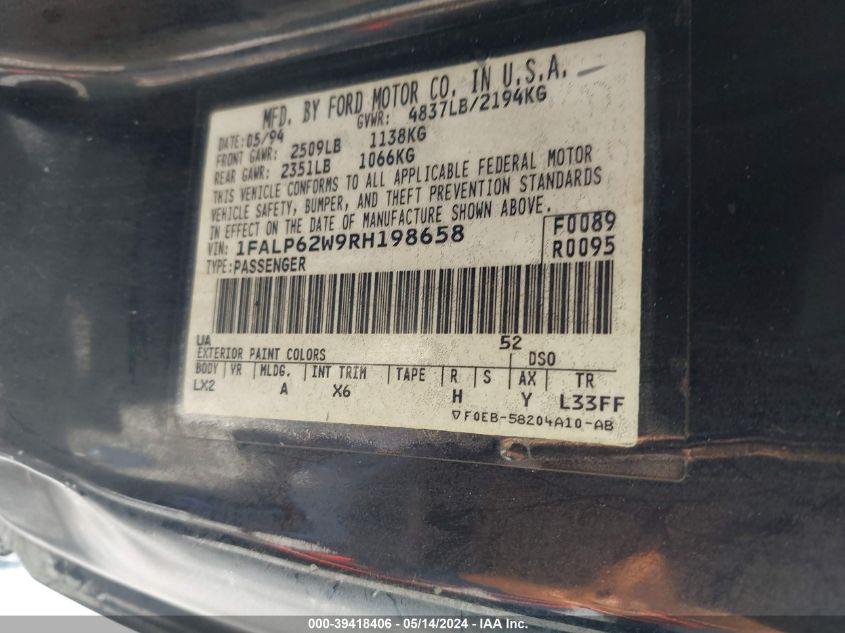 MFD. BY FORD MOTOR CO. IN U.S.A.
DATE: 05/94 GVWR: 4837LB/2194KG
FRONT GAWR: 2509LB 1138KG
REAR GAWR: 2351LB 1066KG
THIS VEHICLE CONFORMS TO ALL APPLICABLE FEDERAL MOTOR
VEHICLE SAFETY, BUMPER, AND THEFT PREVENTION STANDARDS
IN EFFECT ON THE DATE OF MANUFACTURE SHOWN ABOVE.
VIN: 1FALP62W9RH198658 F0089
TYPE: PASSENGER R0095
UA 52
EXTERIOR PAINT COLORS DSO
BODY VR MLDG. INT TRIM TAPE R S AX TR
LX2 A X6 H Y L33FF
▽F0EB-58204A10-AB
000-39418406 - 05/14/2024 - IAA Inc.